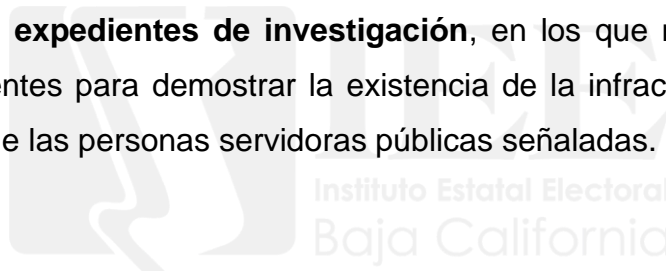 expedientes de investigación, en los que
entes para demostrar la existencia de la infrac
e las personas servidoras públicas señaladas.
IEE
Instituto Estatal Electoral
Baja California